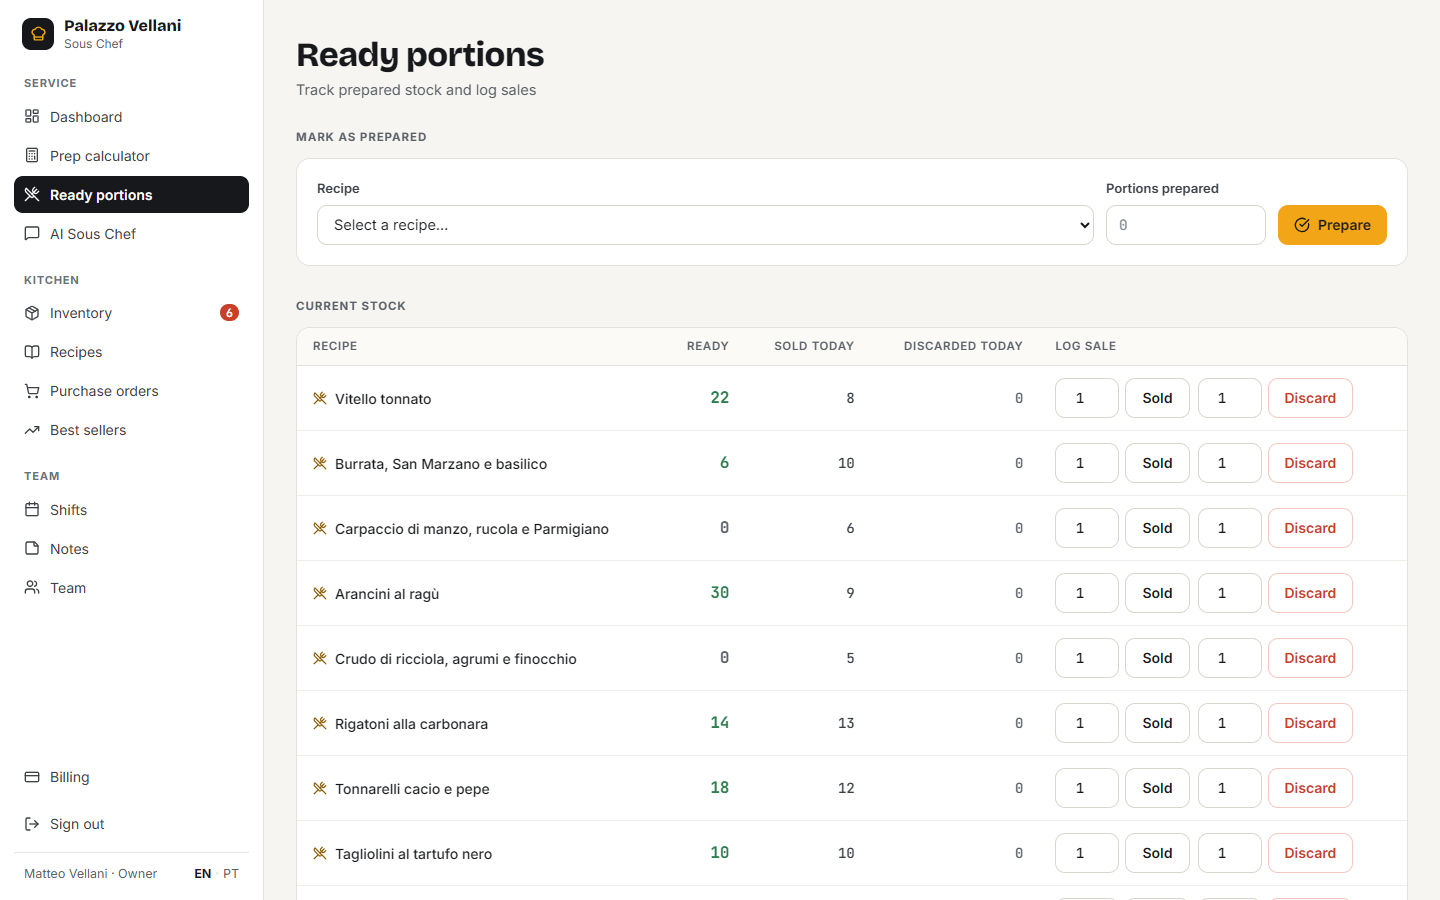 Palazzo Vellani
Sous Chef
SERVICE
Dashboard
Prep calculator
Ready portions
AI Sous Chef
KITCHEN
Inventory 6
Recipes
Purchase orders
Best sellers
TEAM
Shifts
Notes
Team
Billing
Sign out
Matteo Vellani · Owner EN · PT
Ready portions
Track prepared stock and log sales
MARK AS PREPARED
Recipe Portions prepared
Select a recipe... 0 Prepare
CURRENT STOCK
RECIPE READY SOLD TODAY DISCARDED TODAY LOG SALE
Vitello tonnato 22 8 0 1 Sold 1 Discard
Burrata, San Marzano e basilico 6 10 0 1 Sold 1 Discard
Carpaccio di manzo, rucola e Parmigiano 0 6 0 1 Sold 1 Discard
Arancini al ragù 30 9 0 1 Sold 1 Discard
Crudo di ricciola, agrumi e finocchio 0 5 0 1 Sold 1 Discard
Rigatoni alla carbonara 14 13 0 1 Sold 1 Discard
Tonnarelli cacio e pepe 18 12 0 1 Sold 1 Discard
Tagliolini al tartufo nero 10 10 0 1 Sold 1 Discard